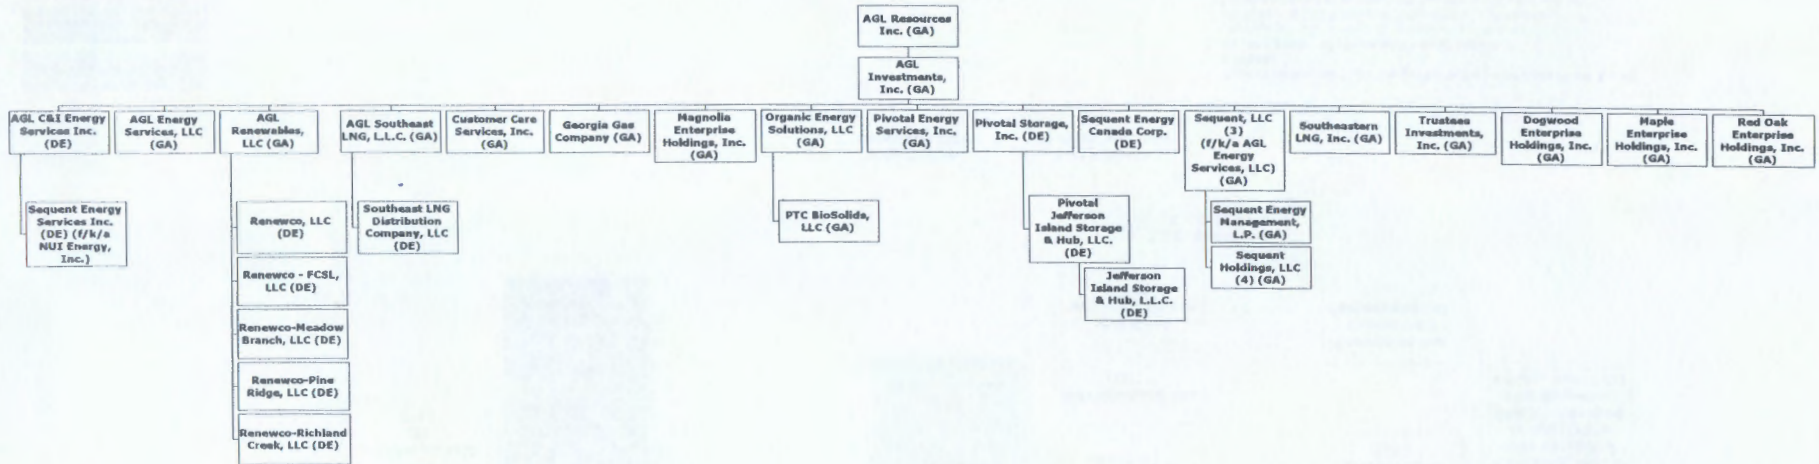 AGL Resources
Inc. (GA)
AGL
Investments,
Inc. (GA)
AGL C&I Energy
Services Inc.
(DE)
AGL Energy
Services, LLC
(GA)
AGL
Renewables,
LLC (GA)
AGL Southeast
LNG, L.L.C. (GA)
Customer Care
Services, Inc.
(GA)
Georgia Gas
Company (GA)
Magnolia
Enterprise
Holdings, Inc.
(GA)
Organic Energy
Solutions, LLC
(GA)
Pivotal Energy
Services, Inc.
(GA)
Pivotal Storage,
Inc. (DE)
Sequent Energy
Canada Corp.
(DE)
Sequent, LLC
(3)
(f/k/a AGL
Energy
Services, LLC)
(GA)
Southeastern
LNG, Inc. (GA)
Trustees
Investments,
Inc. (GA)
Dogwood
Enterprise
Holdings, Inc.
(GA)
Maple
Enterprise
Holdings, Inc.
(GA)
Red Oak
Enterprise
Holdings, Inc.
(GA)
Sequent Energy
Services Inc.
(DE) (f/k/a
NUI Energy,
Inc.)
Renewco, LLC
(DE)
Renewco - FCSL,
LLC (DE)
Renewco-Meadow
Branch, LLC (DE)
Renewco-Pine
Ridge, LLC (DE)
Renewco-Richland
Creek, LLC (DE)
Southeast LNG
Distribution
Company, LLC
(DE)
PTC BioSolids,
LLC (GA)
Pivotal
Jefferson
Island Storage
& Hub, LLC.
(DE)
Jefferson
Island Storage
& Hub, L.L.C.
(DE)
Sequent Energy
Management,
L.P. (GA)
Sequent
Holdings, LLC
(4) (GA)